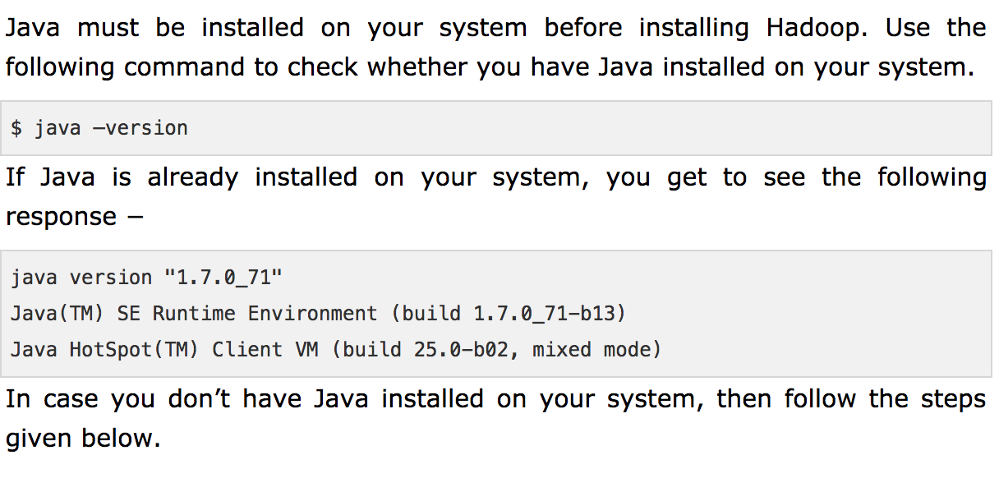 Java must be installed on your system before installing Hadoop. Use the
following command to check whether you have Java installed on your system.
$ java –version
If Java is already installed on your system, you get to see the following
response −
java version "1.7.0_71"
Java(TM) SE Runtime Environment (build 1.7.0_71–b13)
Java HotSpot(TM) Client VM (build 25.0–b02, mixed mode)
In case you don’t have Java installed on your system, then follow the steps
given below.